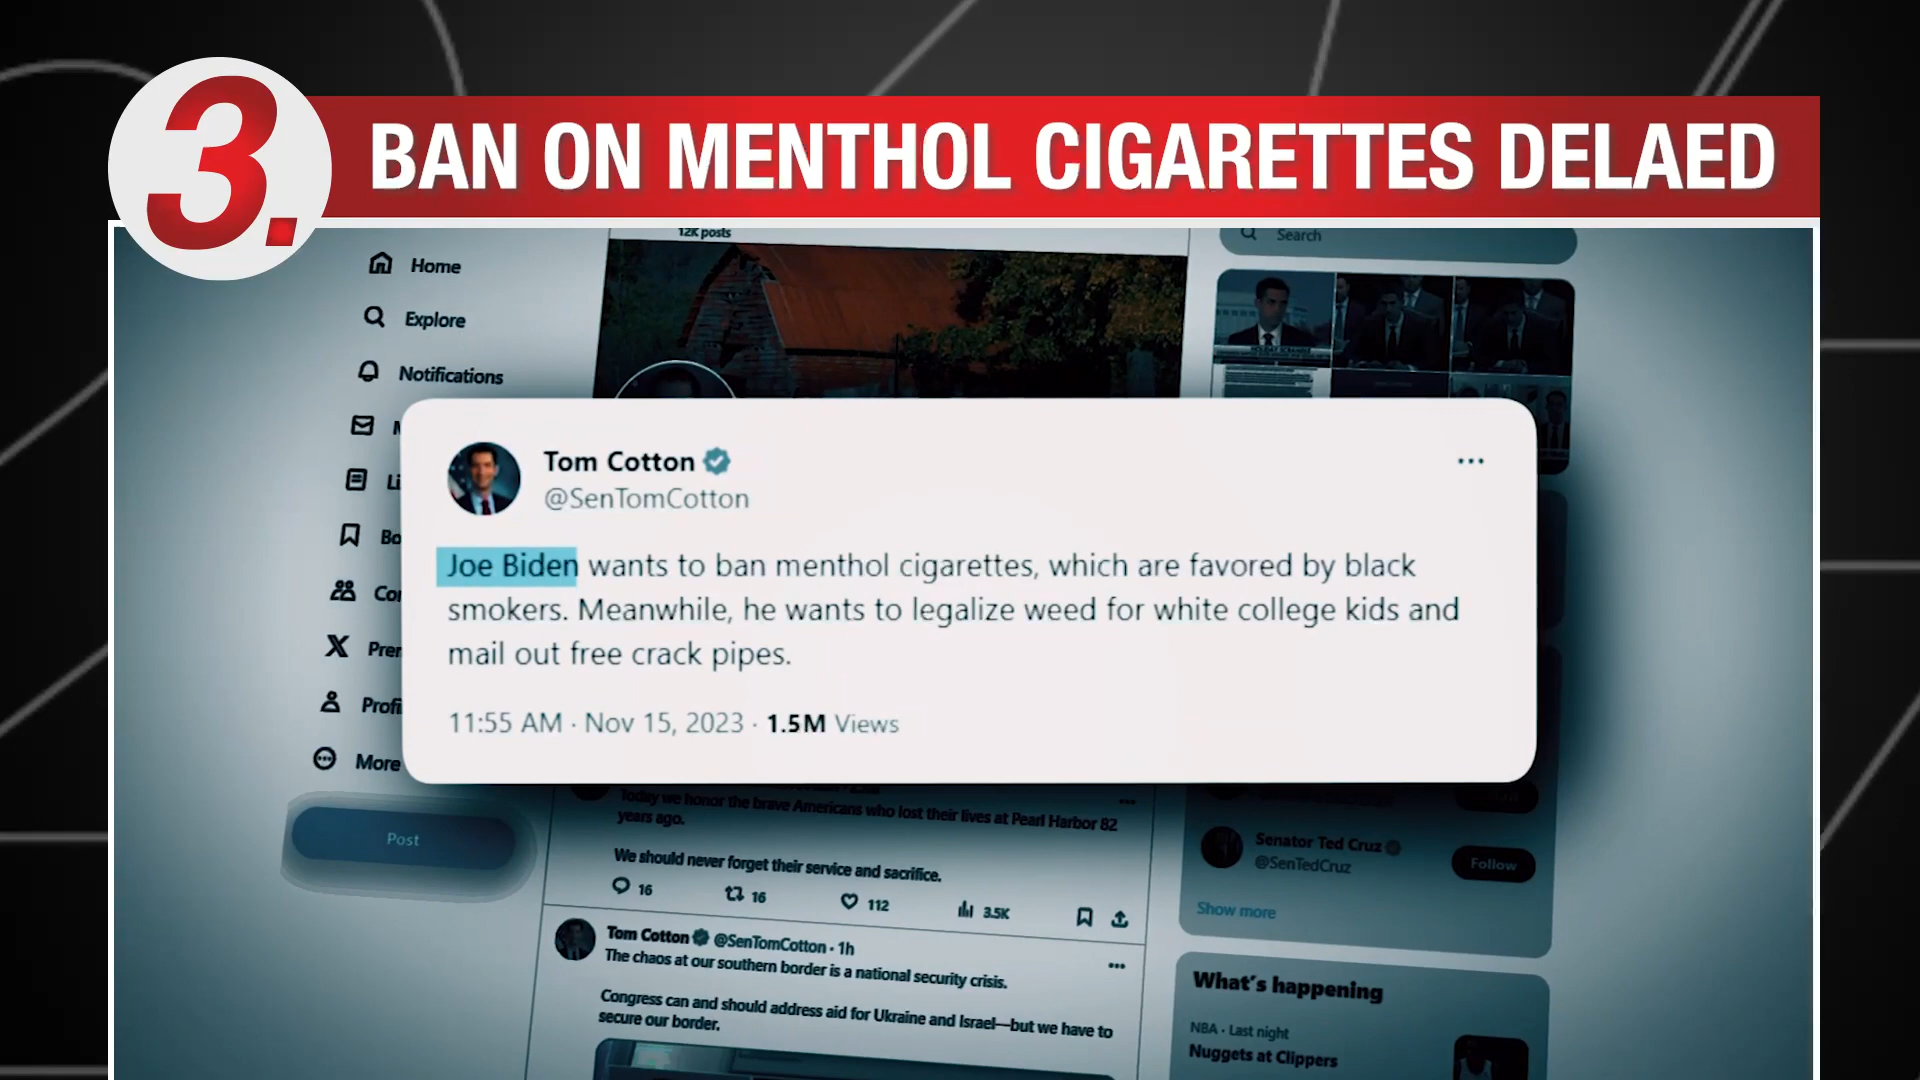 3.
BAN ON MENTHOL CIGARETTES DELAED
12K posts
Search
Home
Explore
Notifications
Tom Cotton
@SenTomCotton
Joe Biden wants to ban menthol cigarettes, which are favored by black
smokers. Meanwhile, he wants to legalize weed for white college kids and
mail out free crack pipes.
11:55 AM · Nov 15, 2023 · 1.5M Views
More
Post
Today we honor the brave Americans who lost their lives at Pearl Harbor 82
years ago.
We should never forget their service and sacrifice.
16 16 112 3.5K
Tom Cotton @SenTomCotton · 1h
The chaos at our southern border is a national security crisis.
Congress can and should address aid for Ukraine and Israel—but we have to
secure our border.
Senator Ted Cruz
@SenTedCruz
Follow
Show more
What's happening
NBA · Last night
Nuggets at Clippers